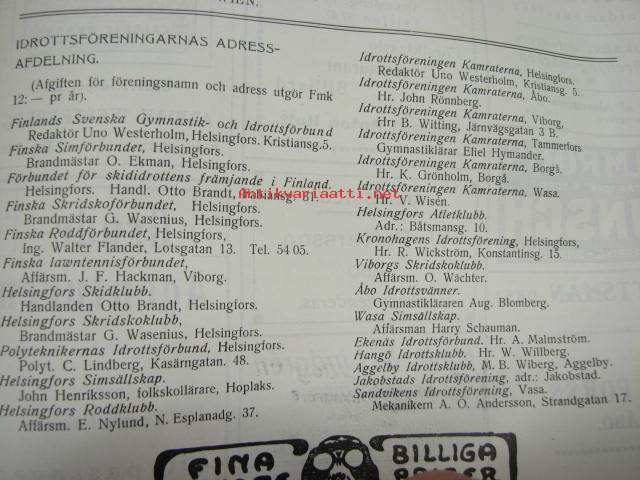 WIEN.
IDROTTSFÖRENINGARNAS ADRESS-
AFDELNING.
(Afgiften för föreningsnamn och adress utgör Fmk
12: — pr år).
Finlands Svenska Gymnastik- och Idrottsförbund
Redaktör Uno Westerholm, Helsingfors. Kristiansg. 5.
Finska Simförbundet, Helsingfors.
Brandmästar O. Ekman, Helsingfors.
Förbundet för skididrottens främjande i Finland.
Helsingfors. Handl. Otto Brandt, Fabiansg. 1.
Finska Skridskoförbundet, Helsingfors.
Brandmästar G. Wasenius, Helsingfors.
Finska Roddförbundet, Helsingfors,
ing. Walter Flander, Lotsgatan 13. Tel. 54 05.
Finska lawntennisförbundet,
Affärsm. J. F. Hackman, Viborg.
Helsingfors Skidklubb.
Handlanden Otto Brandt, Helsingfors.
Helsingfors Skridskoklubb,
Brandmästar G. Wasenius, Helsingfors.
Polyteknikernas Idrottsförbund, Helsingfors.
Polyt. C. Lindberg, Kasärngatan. 48.
Helsingfors Simsällskap.
John Henriksson, folkskollärare, Hoplaks.
Helsingfors Roddklubb.
Affärsm. E. Nylund, N. Esplanadg. 37.
Idrottsföreningen Kamraterna, Helsingfors.
Redaktör Uno Westerholm, Kristiansg. 5.
Idrottsföreningen Kamraterna, Åbo.
Hr. John Rönnberg.
Idrottsföreningen Kamraterna, Viborg,
Hrr B. Witting, Järnvägsgatan 3 B.
Idrottsföreningen Kamraterna, Tammerfors
Gymnastiklärar Efiel Hymander.
Idrottsföreningen Kamraterna, Borgå.
Hr. K. Grönholm, Borgå.
Idrottsföreningen Kamraterna, Wasa.
Hr. V. Wisén.
Helsingfors Atletklubb.
Adr.: Båtsmansg. 10.
Kronohagens Idrottsförening, Helsingfors,
Hr. R. Wickström, Konstantinsg. 15.
Viborgs Skridskoklubb.
Affärsm. O. Wächter.
Åbo Idrottsvänner.
Gymnastikläraren Aug. Blomberg.
Wasa Simsällskap.
Affärsman Harry Schauman.
Ekenäs Idrottsförbund. Hr. A. Malmström.
Hangö Idrottsklubb. Hr. W. Willberg.
Aggelby Idrottsklubb, M. B. Wiberg, Aggelby.
Jakobstads Idrottsförening, adr.: Jakobstad.
Sandvikens Idrottsförening, Vasa.
Mekanikern A. O. Andersson, Strandgatan 17.
Antikvariaatti.net
FINA
BILLIGA
PRISER